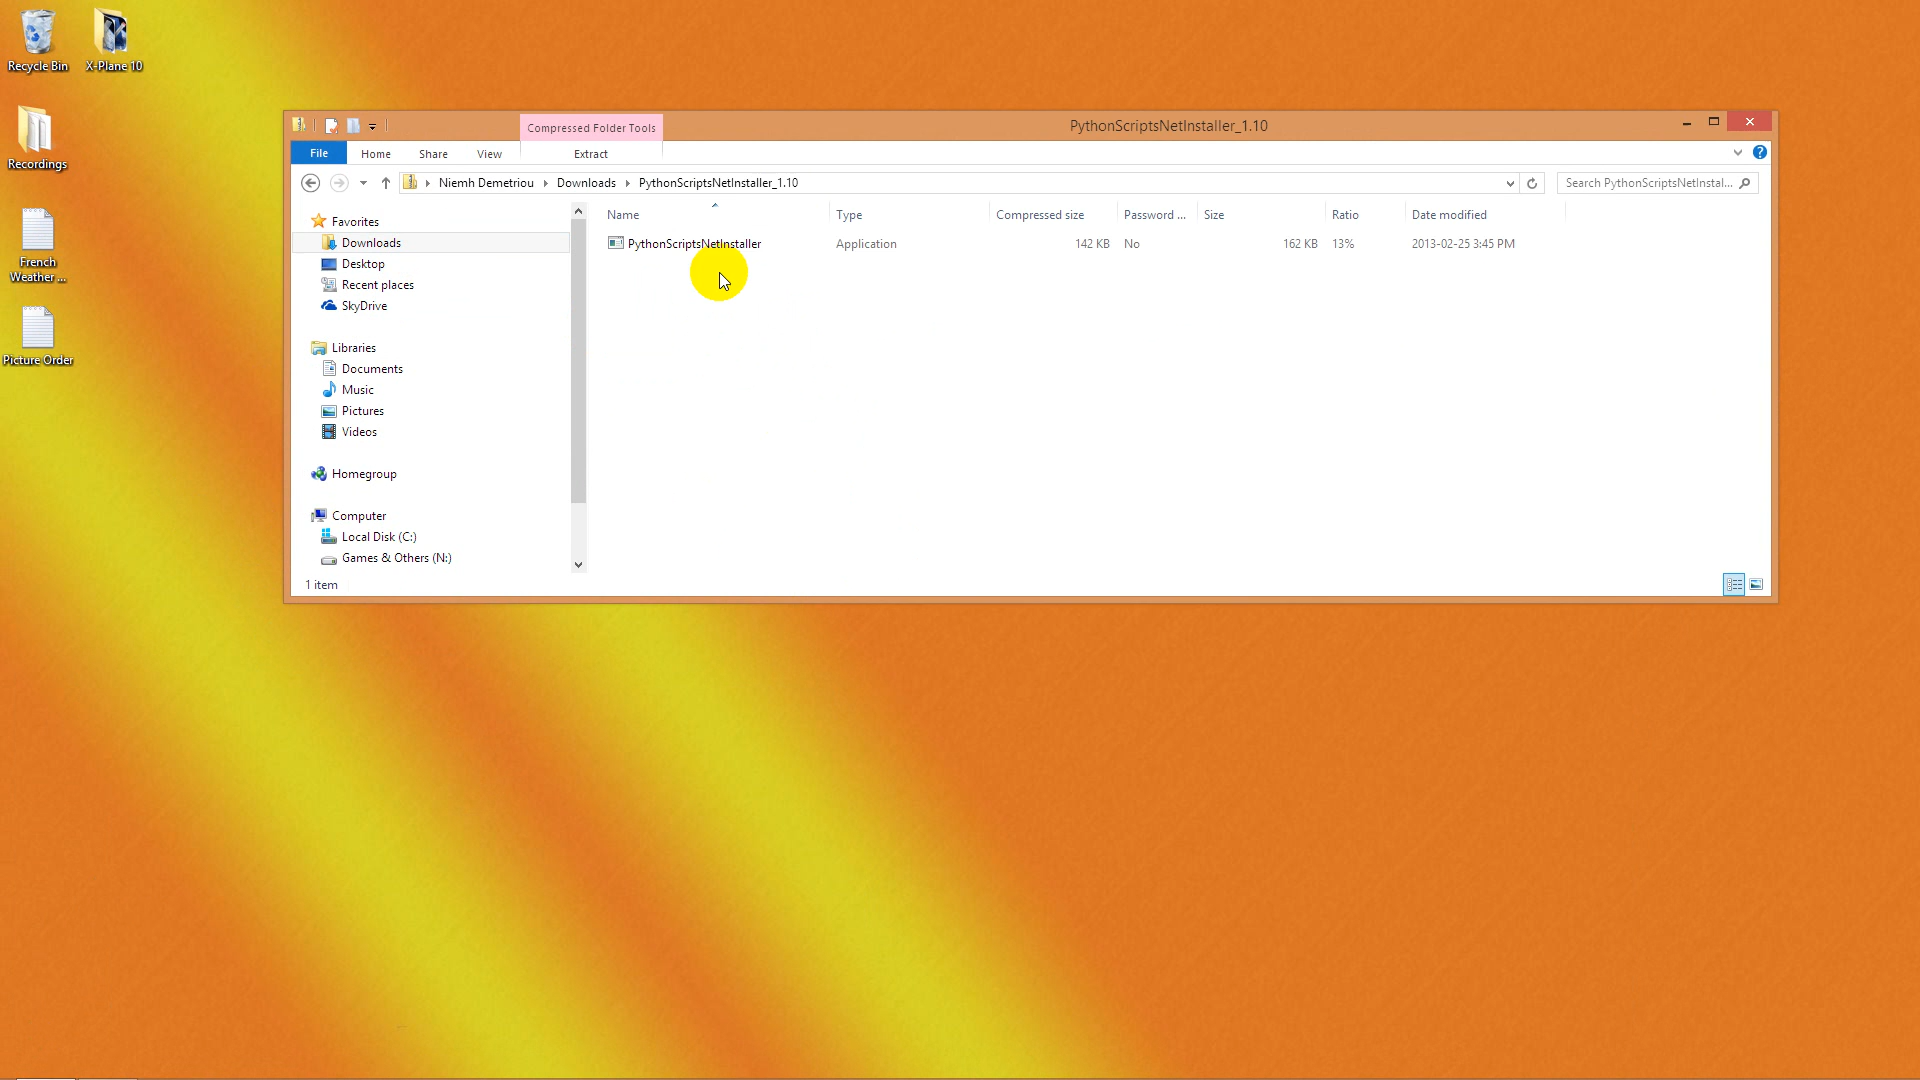 Recycle Bin
X-Plane 10
Recordings
French
Weather ...
Picture Order
Compressed Folder Tools
PythonScriptsNetInstaller_1.10
File
Home
Share
View
Extract
Niemh Demetriou
Downloads
PythonScriptsNetInstaller_1.10
Search PythonScriptsNetInstal...
Name
Type
Compressed size
Password ...
Size
Ratio
Date modified
PythonScriptsNetInstaller
Application
142 KB
No
162 KB
13%
2013-02-25 3:45 PM
Favorites
Downloads
Desktop
Recent places
SkyDrive
Libraries
Documents
Music
Pictures
Videos
Homegroup
Computer
Local Disk (C:)
Games & Others (N:)
1 item